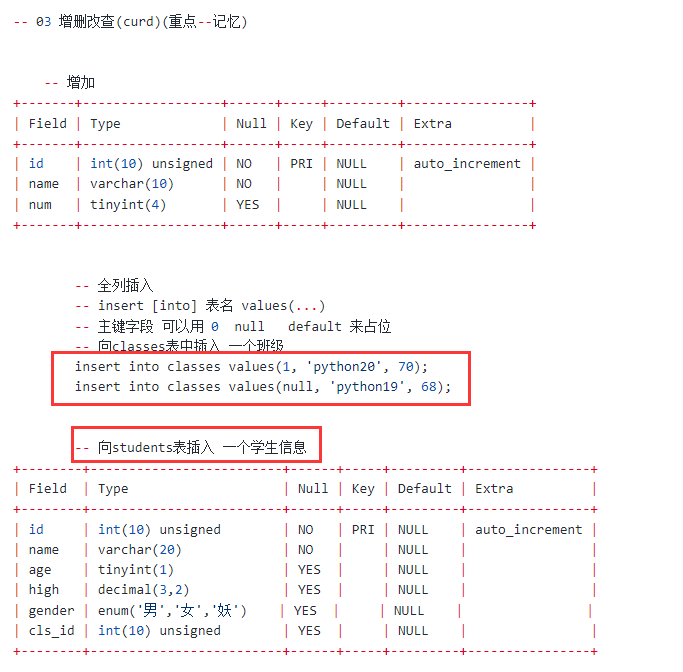 -- 03 增删改查(curd)(重点--记忆)
-- 增加
+-------+------------------+------+-----+---------+----------------+
| Field | Type             | Null | Key | Default | Extra          |
+-------+------------------+------+-----+---------+----------------+
| id    | int(10) unsigned | NO   | PRI | NULL    | auto_increment |
| name  | varchar(10)      | NO   |     | NULL    |                |
| num   | tinyint(4)       | YES  |     | NULL    |                |
+-------+------------------+------+-----+---------+----------------+
-- 全列插入
-- insert [into] 表名 values(...)
-- 主键字段 可以用 0  null   default 来占位
-- 向classes表中插入 一个班级
insert into classes values(1, 'python20', 70);
insert into classes values(null, 'python19', 68);
-- 向students表插入 一个学生信息
+--------+-------------------------+------+-----+---------+----------------+
| Field  | Type                    | Null | Key | Default | Extra          |
+--------+-------------------------+------+-----+---------+----------------+
| id     | int(10) unsigned        | NO   | PRI | NULL    | auto_increment |
| name   | varchar(20)             | NO   |     | NULL    |                |
| age    | tinyint(1)              | YES  |     | NULL    |                |
| high   | decimal(3,2)            | YES  |     | NULL    |                |
| gender | enum('男','女','妖')    | YES  |     | NULL    |                |
| cls_id | int(10) unsigned        | YES  |     | NULL    |                |
+--------+-------------------------+------+-----+---------+----------------+